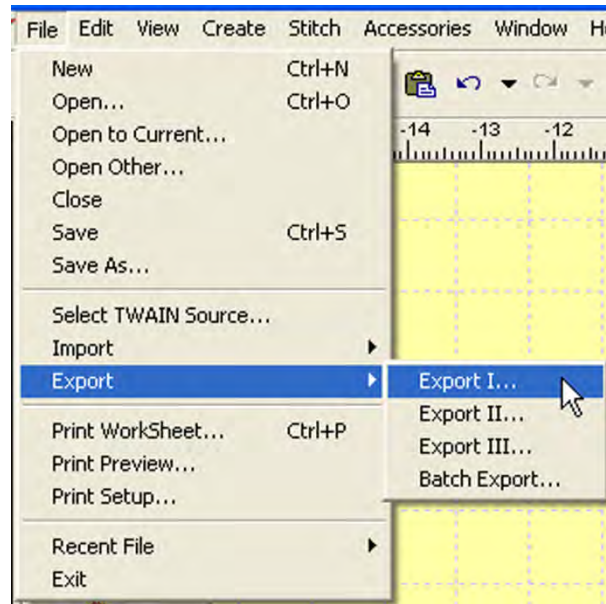 File Edit View Create Stitch Accessories Window H
New Ctrl+N
Open... Ctrl+O
Open to Current...
Open Other...
Close
Save Ctrl+S
Save As...
Select TWAIN Source...
Import
Export
Print WorkSheet... Ctrl+P
Print Preview...
Print Setup...
Recent File
Exit
Export I...
Export II...
Export III...
Batch Export...
-14 -13 -12